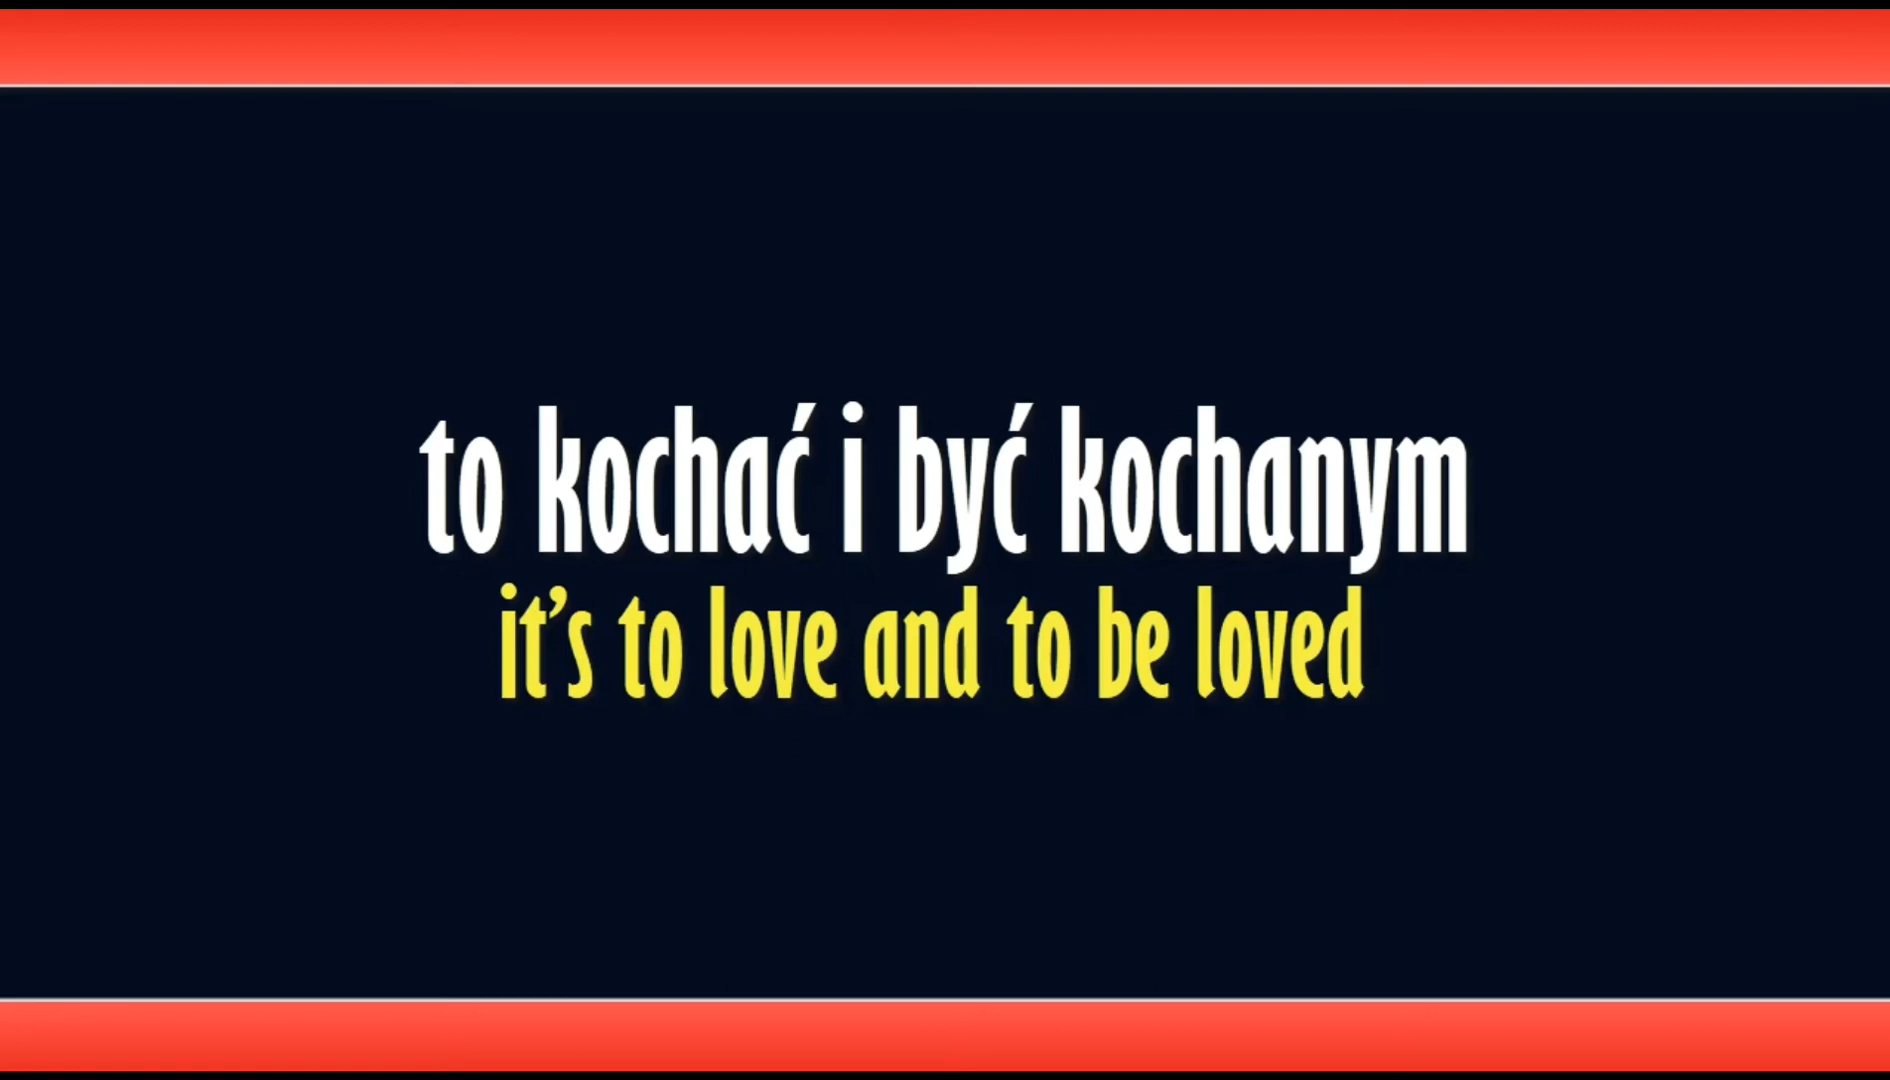 to kochać i być kochanym
it’s to love and to be loved